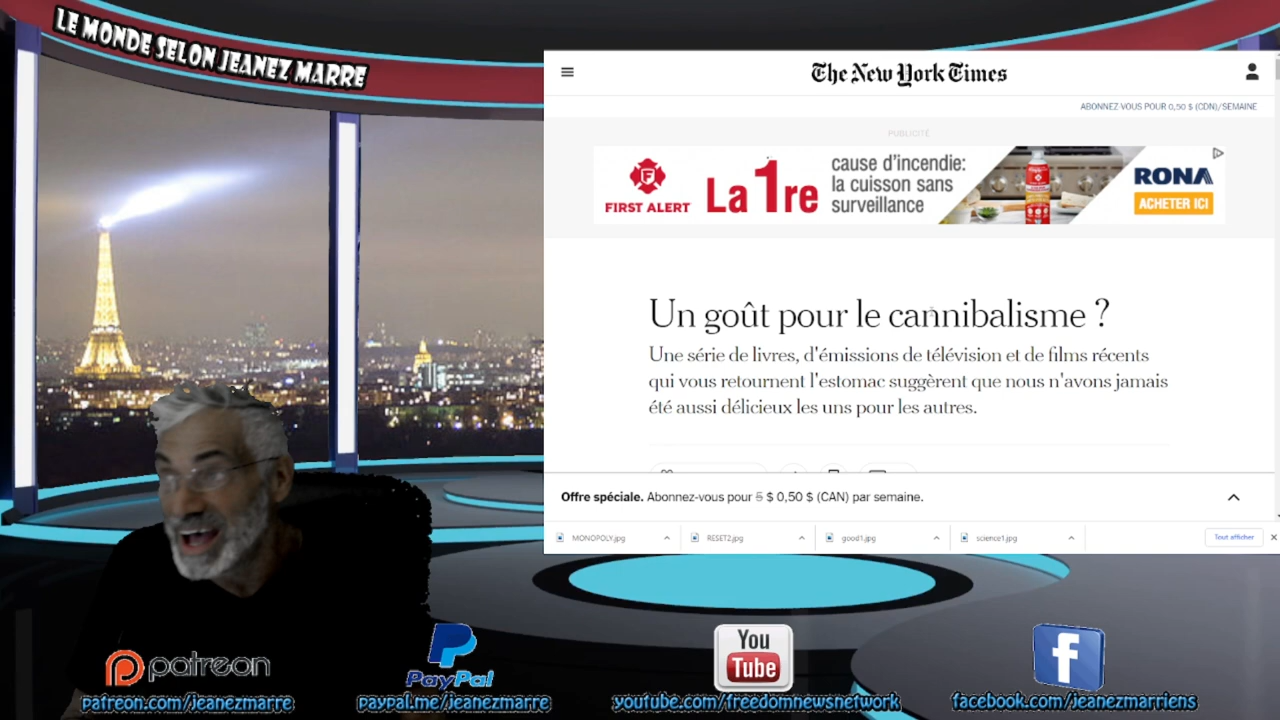 LE MONDE SELON JEANEZ MARRE
The New York Times
ABONNEZ VOUS POUR 0,50 $ (CDN)/SEMAINE
PUBLICITÉ
FIRST ALERT
La 1re
cause d'incendie:
la cuisson sans
surveillance
RONA
ACHETER ICI
Un goût pour le cannibalisme ?
Une série de livres, d'émissions de télévision et de films récents
qui vous retournent l'estomac suggèrent que nous n'avons jamais
été aussi délicieux les uns pour les autres.
Offre spéciale. Abonnez-vous pour 5 $ 0,50 $ (CAN) par semaine.
MONOPOLY.jpg
RESET2.jpg
good1.jpg
science1.jpg
Tout afficher
patreon
patreon.com/jeanezmarre
PayPal
paypal.me/jeanezmarre
You
Tube
youtube.com/freedomnewsnetwork
f
facebook.com/jeanezmarriens